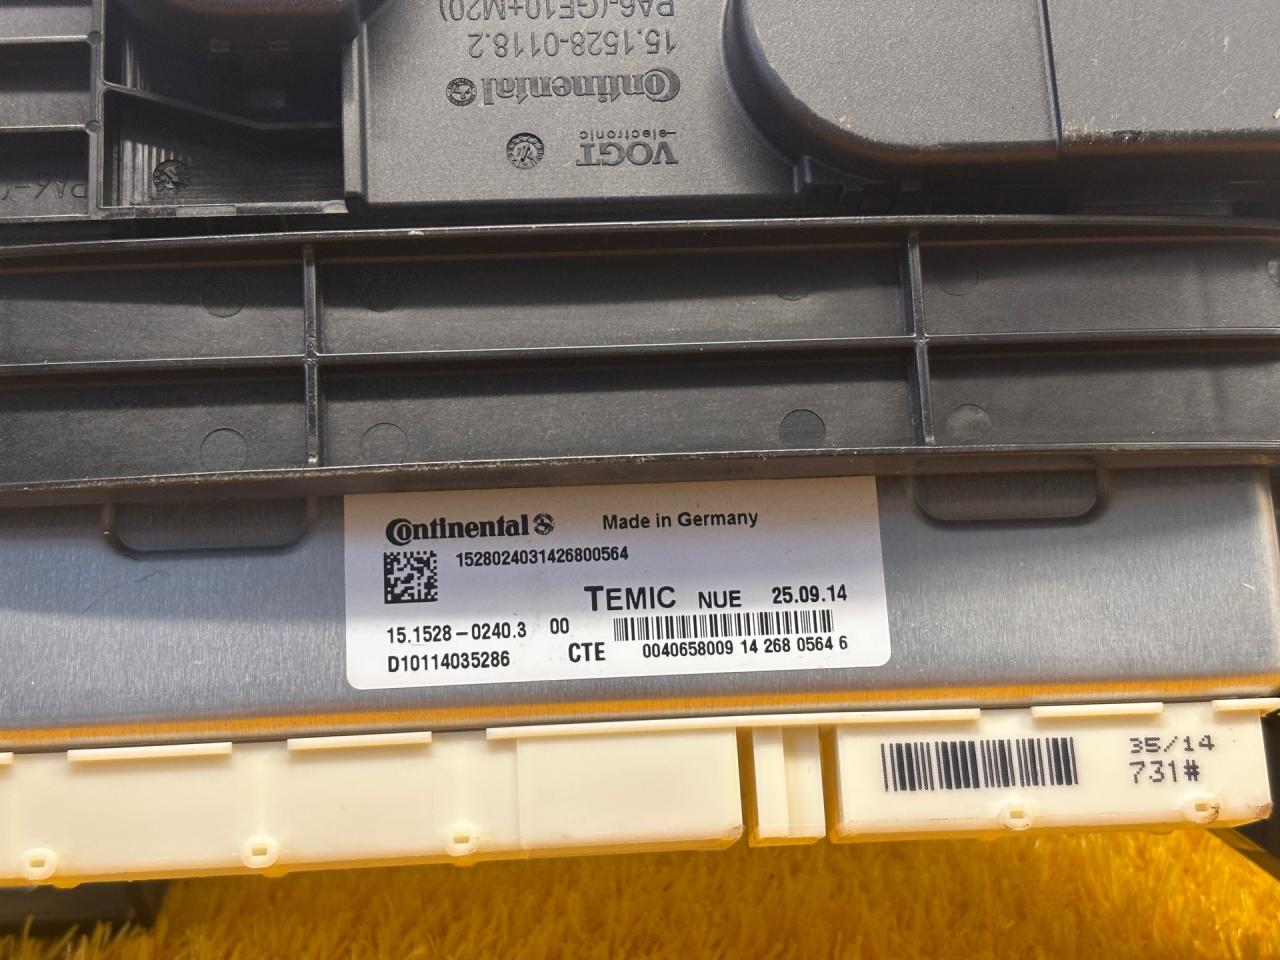 PA6-(GF10+M20)
15.1528-0118.2
Continental
VOGT
electronic
Continental
Made in Germany
1528024031426800564
TEMIC NUE 25.09.14
15.1528-0240.3 00
D10114035286 CTE 0040658009 14 268 0564 6
35/14
731#